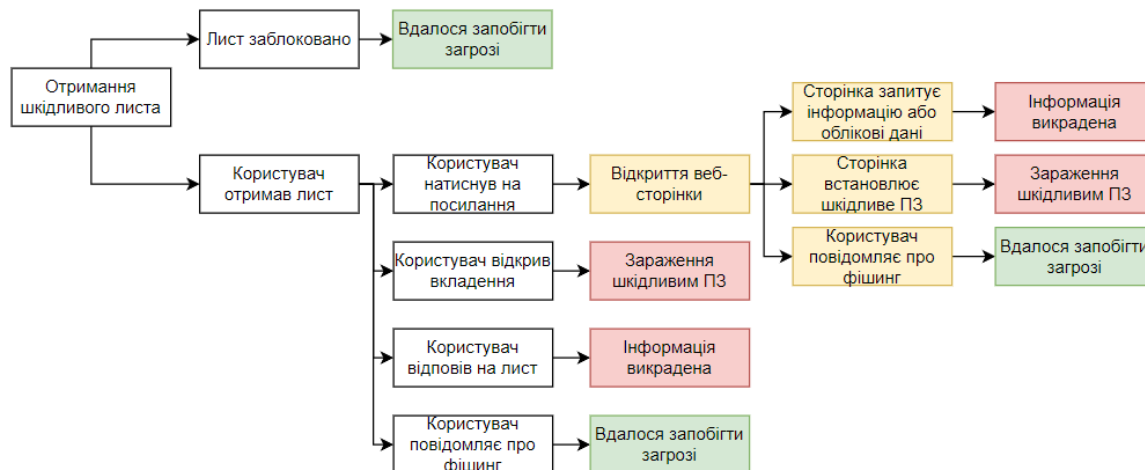 Лист заблоковано
Вдалося запобігти
загрозі
Отримання
шкідливого листа
Сторінка запитує
інформацію або
облікові дані
Інформація
викрадена
Користувач
отримав лист
Користувач
натиснув на
посилання
Відкриття веб-
сторінки
Сторінка
встановлює
шкідливе ПЗ
Зараження
шкідливим ПЗ
Користувач
повідомляє про
фішинг
Вдалося запобігти
загрозі
Користувач відкрив
вкладення
Зараження
шкідливим ПЗ
Користувач
відповів на лист
Інформація
викрадена
Користувач
повідомляє про
фішинг
Вдалося запобігти
загрозі